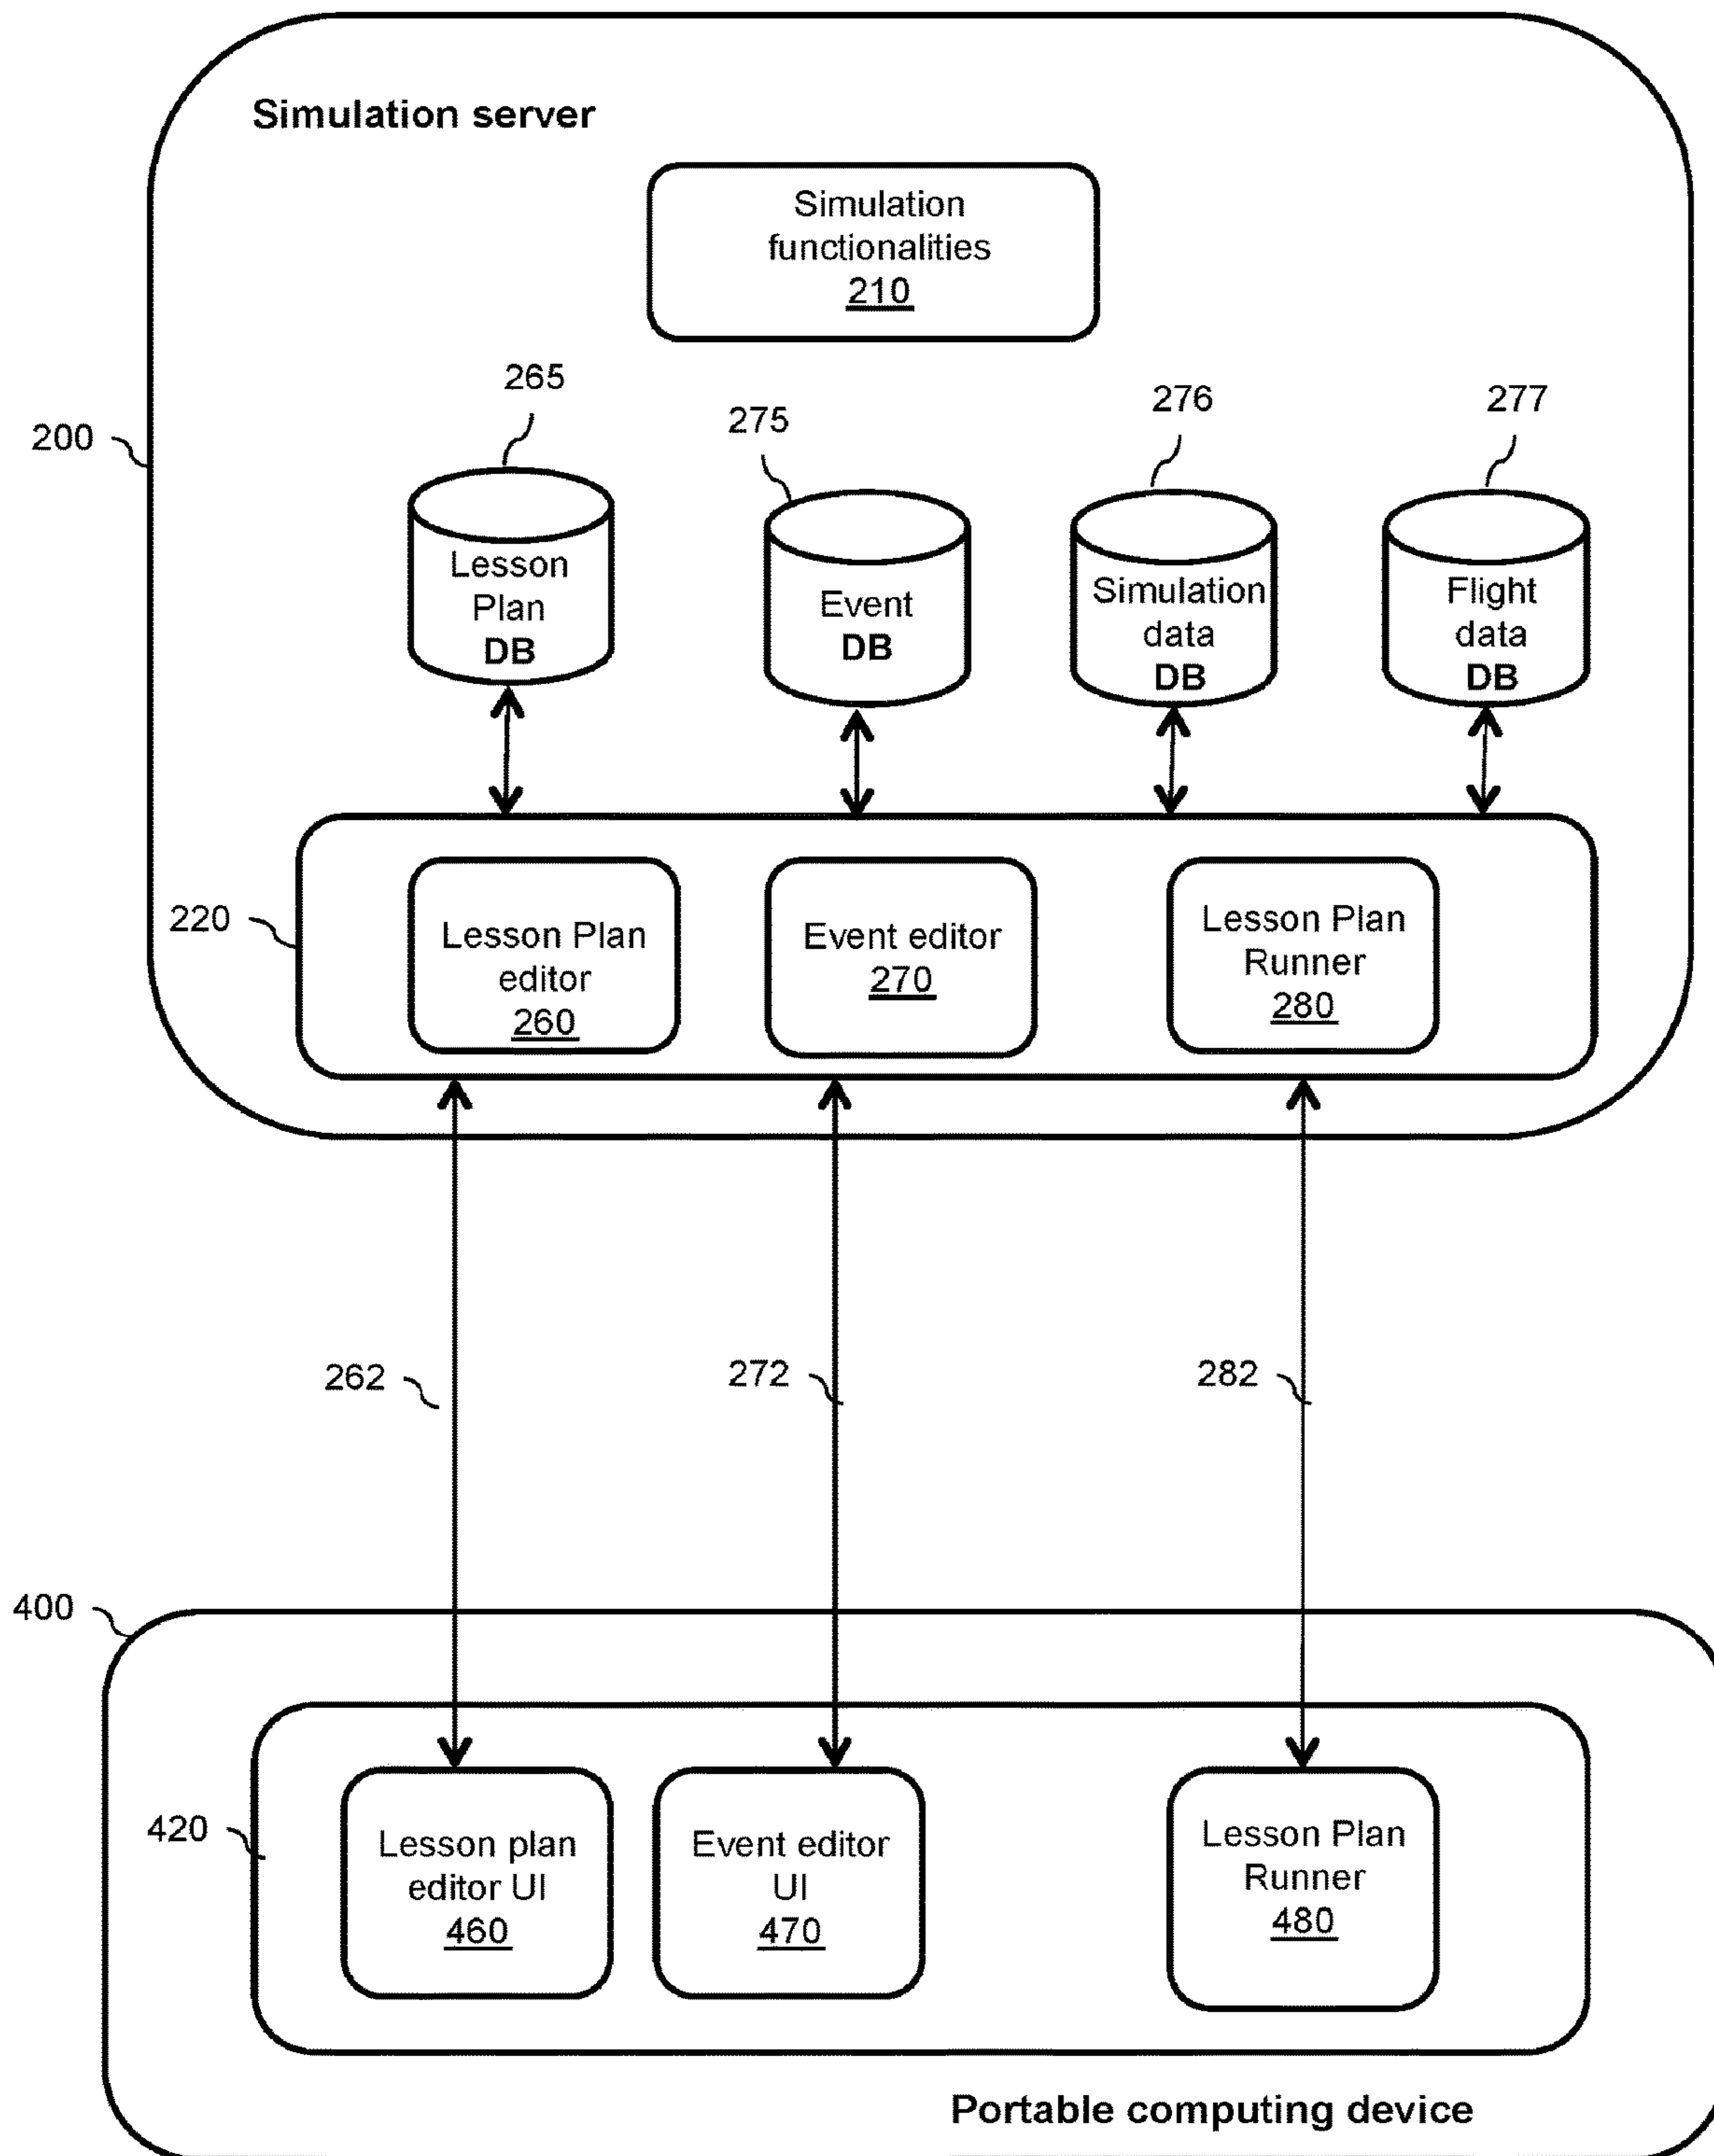 Simulation server
Simulation
functionalities
210
265
275
276
277
200
Lesson
Plan
DB
Event
DB
Simulation
data
DB
Flight
data
DB
220
Lesson Plan
editor
260
Event editor
270
Lesson Plan
Runner
280
262
272
282
400
420
Lesson plan
editor UI
460
Event editor
UI
470
Lesson Plan
Runner
480
Portable computing device